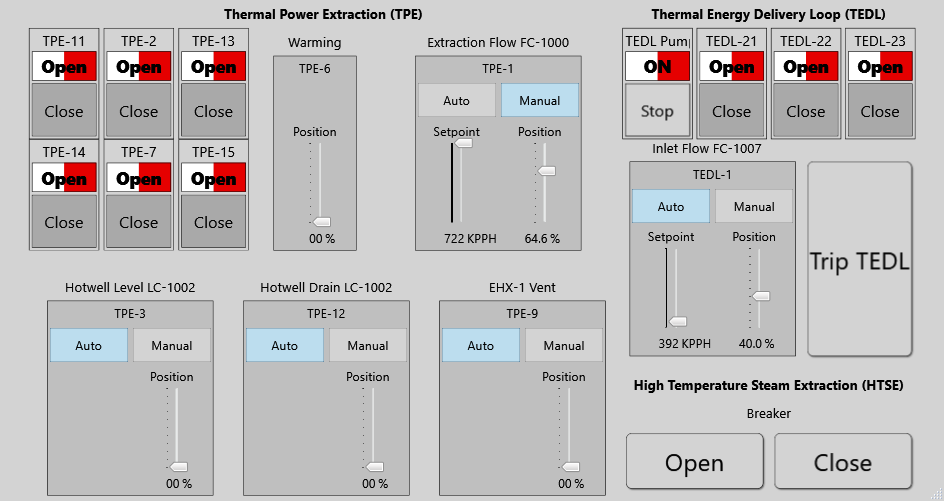 Thermal Power Extraction (TPE)
Thermal Energy Delivery Loop (TEDL)
TPE-11
TPE-2
TPE-13
Open
Open
Open
Close
Close
Close
TPE-14
TPE-7
TPE-15
Open
Open
Open
Close
Close
Close
Warming
TPE-6
Position
00 %
Extraction Flow FC-1000
TPE-1
Auto
Manual
Setpoint
Position
722 KPPH
64.6 %
TEDL Pum
TEDL-21
TEDL-22
TEDL-23
ON
Open
Open
Open
Stop
Close
Close
Close
Inlet Flow FC-1007
TEDL-1
Auto
Manual
Setpoint
Position
392 KPPH
40.0 %
Trip TEDL
Hotwell Level LC-1002
TPE-3
Auto
Manual
Position
00 %
Hotwell Drain LC-1002
TPE-12
Auto
Manual
Position
00 %
EHX-1 Vent
TPE-9
Auto
Manual
Position
00 %
High Temperature Steam Extraction (HTSE)
Breaker
Open
Close